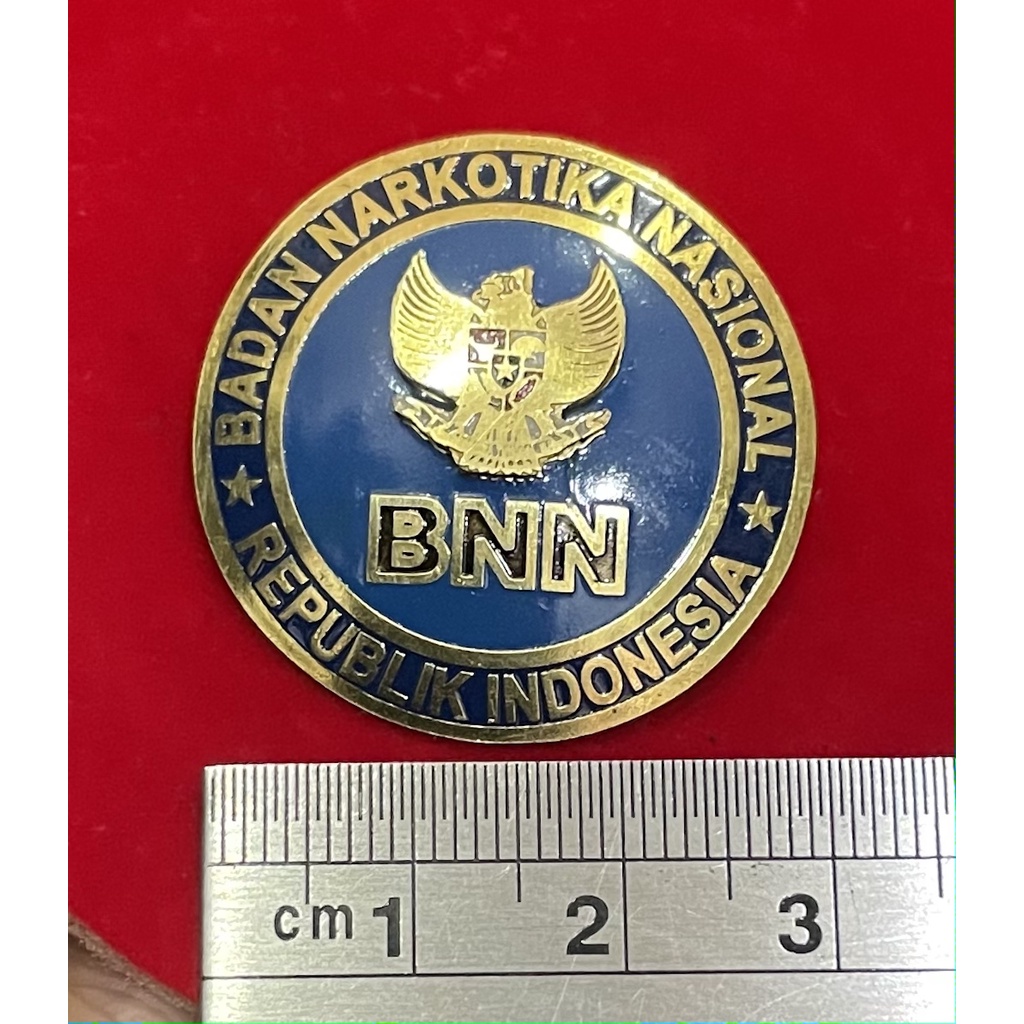 BADAN NARKOTIKA NASIONAL
BNN
REPUBLIK INDONESIA
cm 1 2 3